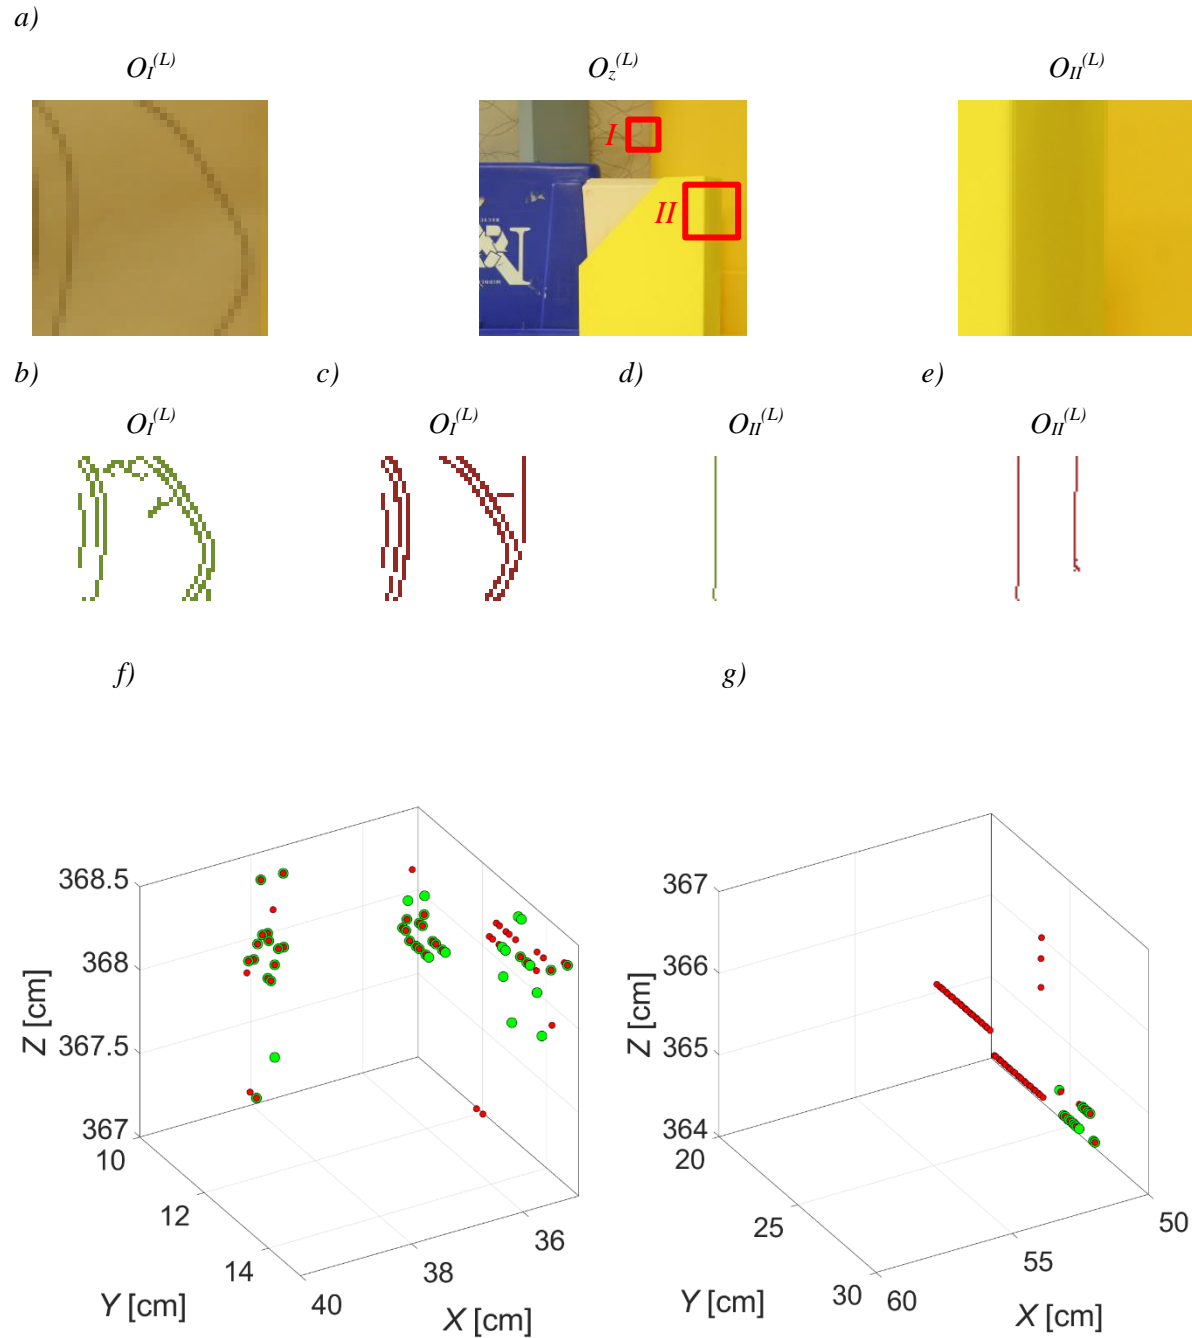 a)
O_I^(L) O_z^(L) O_II^(L)
I
II
N
b) c) d) e)
O_I^(L) O_I^(L) O_II^(L) O_II^(L)
f) g)
368.5
368
367.5
367
Z [cm]
10
12
14
Y [cm]
40
38
36
X [cm]
367
366
365
364
Z [cm]
20
25
30
Y [cm]
60
55
50
X [cm]